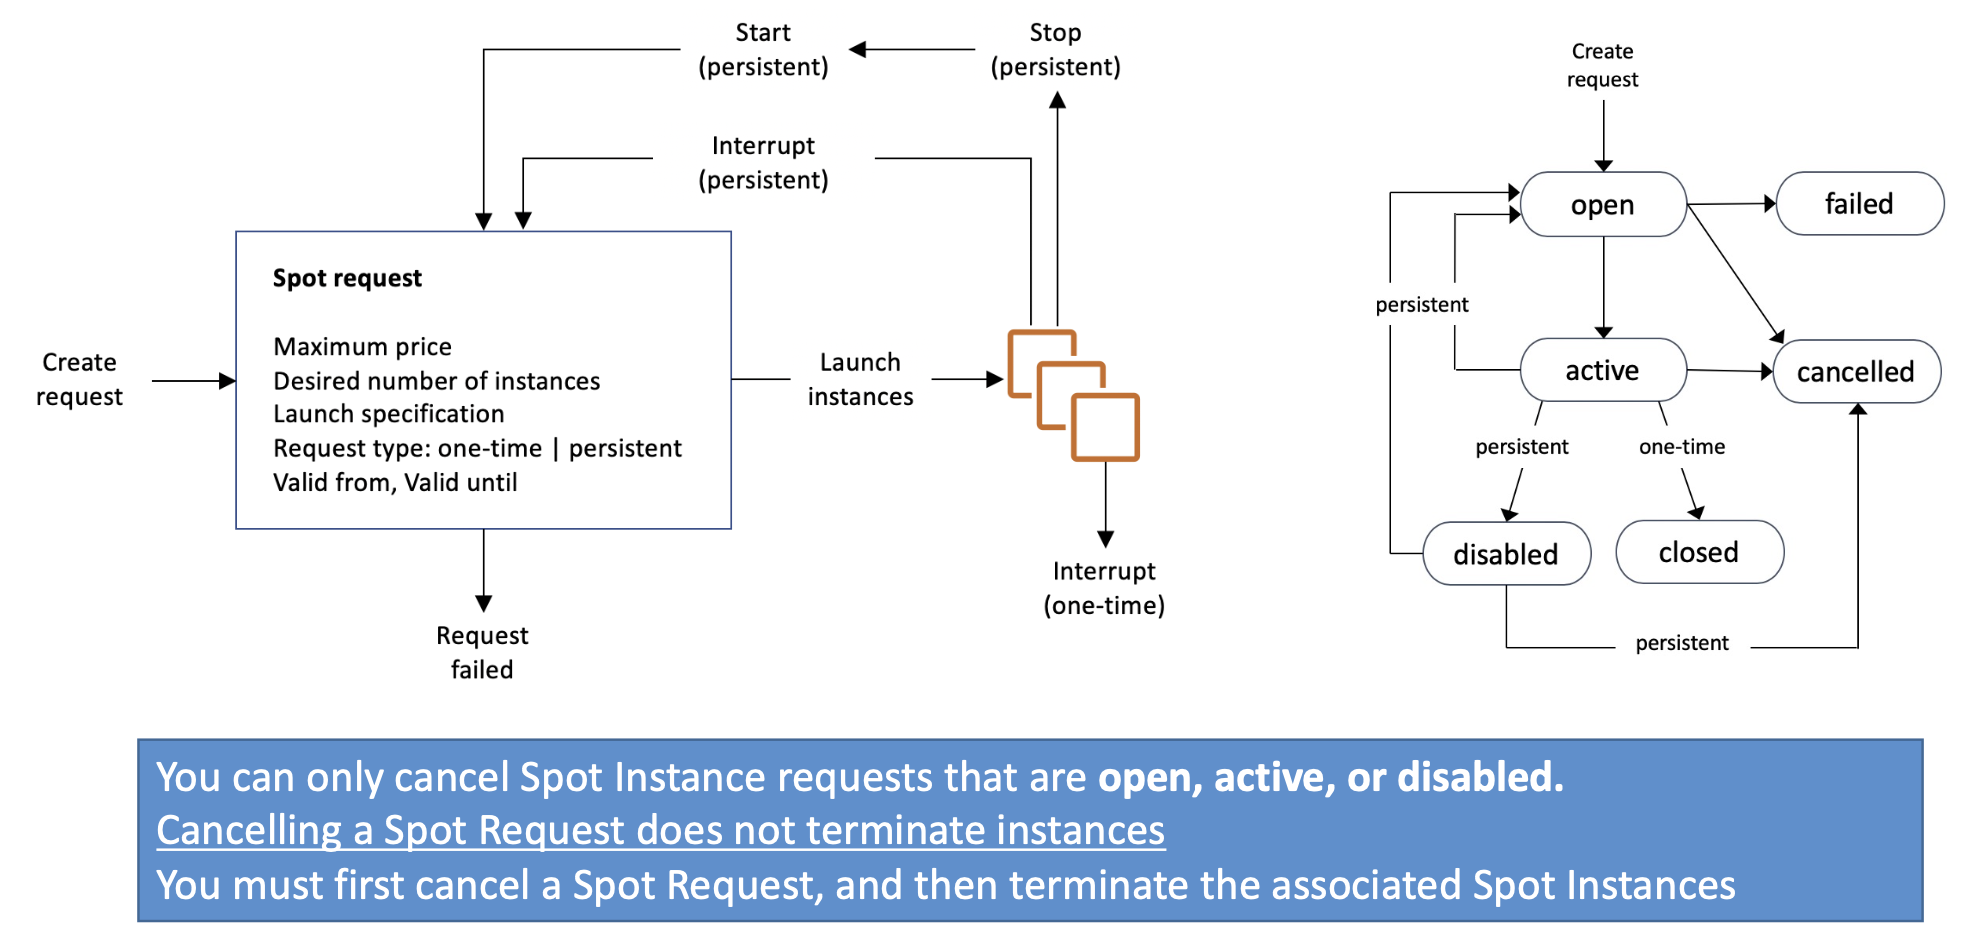 Start
(persistent)
Stop
(persistent)
Interrupt
(persistent)
Create
request
Spot request
Maximum price
Desired number of instances
Launch specification
Request type: one-time | persistent
Valid from, Valid until
Launch
instances
Request
failed
Interrupt
(one-time)
Create
request
open
failed
persistent
active
cancelled
persistent
one-time
disabled
closed
persistent
You can only cancel Spot Instance requests that are open, active, or disabled.
Cancelling a Spot Request does not terminate instances
You must first cancel a Spot Request, and then terminate the associated Spot Instances